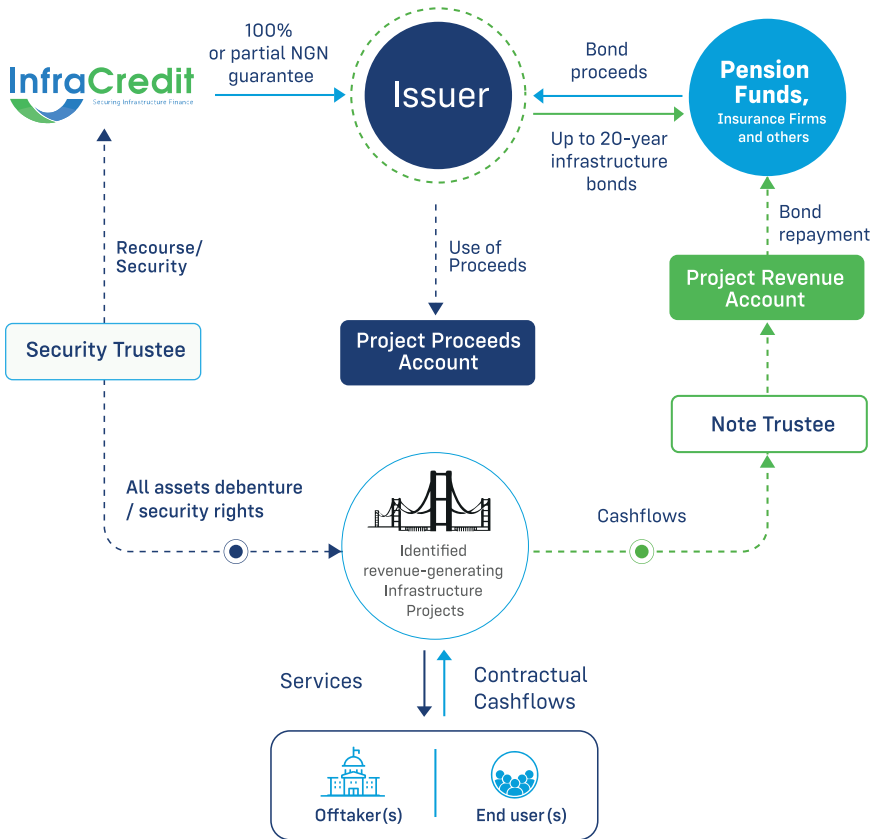 InfraCredit
Securing Infrastructure Finance
100%
or partial NGN
guarantee
Issuer
Bond
proceeds
Up to 20-year
infrastructure
bonds
Pension
Funds,
Insurance Firms
and others
Recourse/
Security
Use of
Proceeds
Bond
repayment
Project Revenue
Account
Security Trustee
Project Proceeds
Account
Note Trustee
All assets debenture
/ security rights
Identified
revenue-generating
Infrastructure
Projects
Cashflows
Services
Contractual
Cashflows
Offtaker(s)
End user(s)